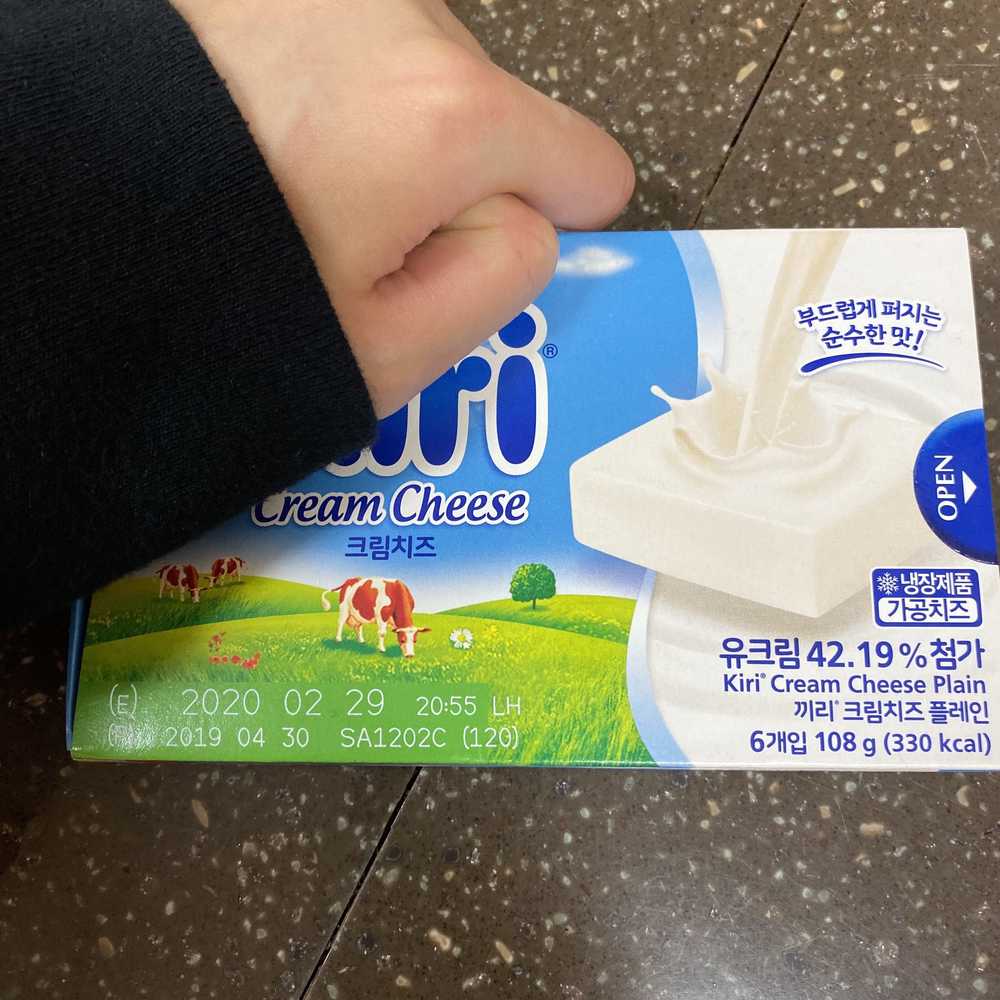 iri®
Cream Cheese
크림치즈
부드럽게 퍼지는
순수한 맛!
OPEN
냉장제품
가공치즈
유크림 42.19% 첨가
Kiri® Cream Cheese Plain
끼리® 크림치즈 플레인
6개입 108 g (330 kcal)
(E) 2020 02 29 20:55 LH
2019 04 30 SA1202C (120)